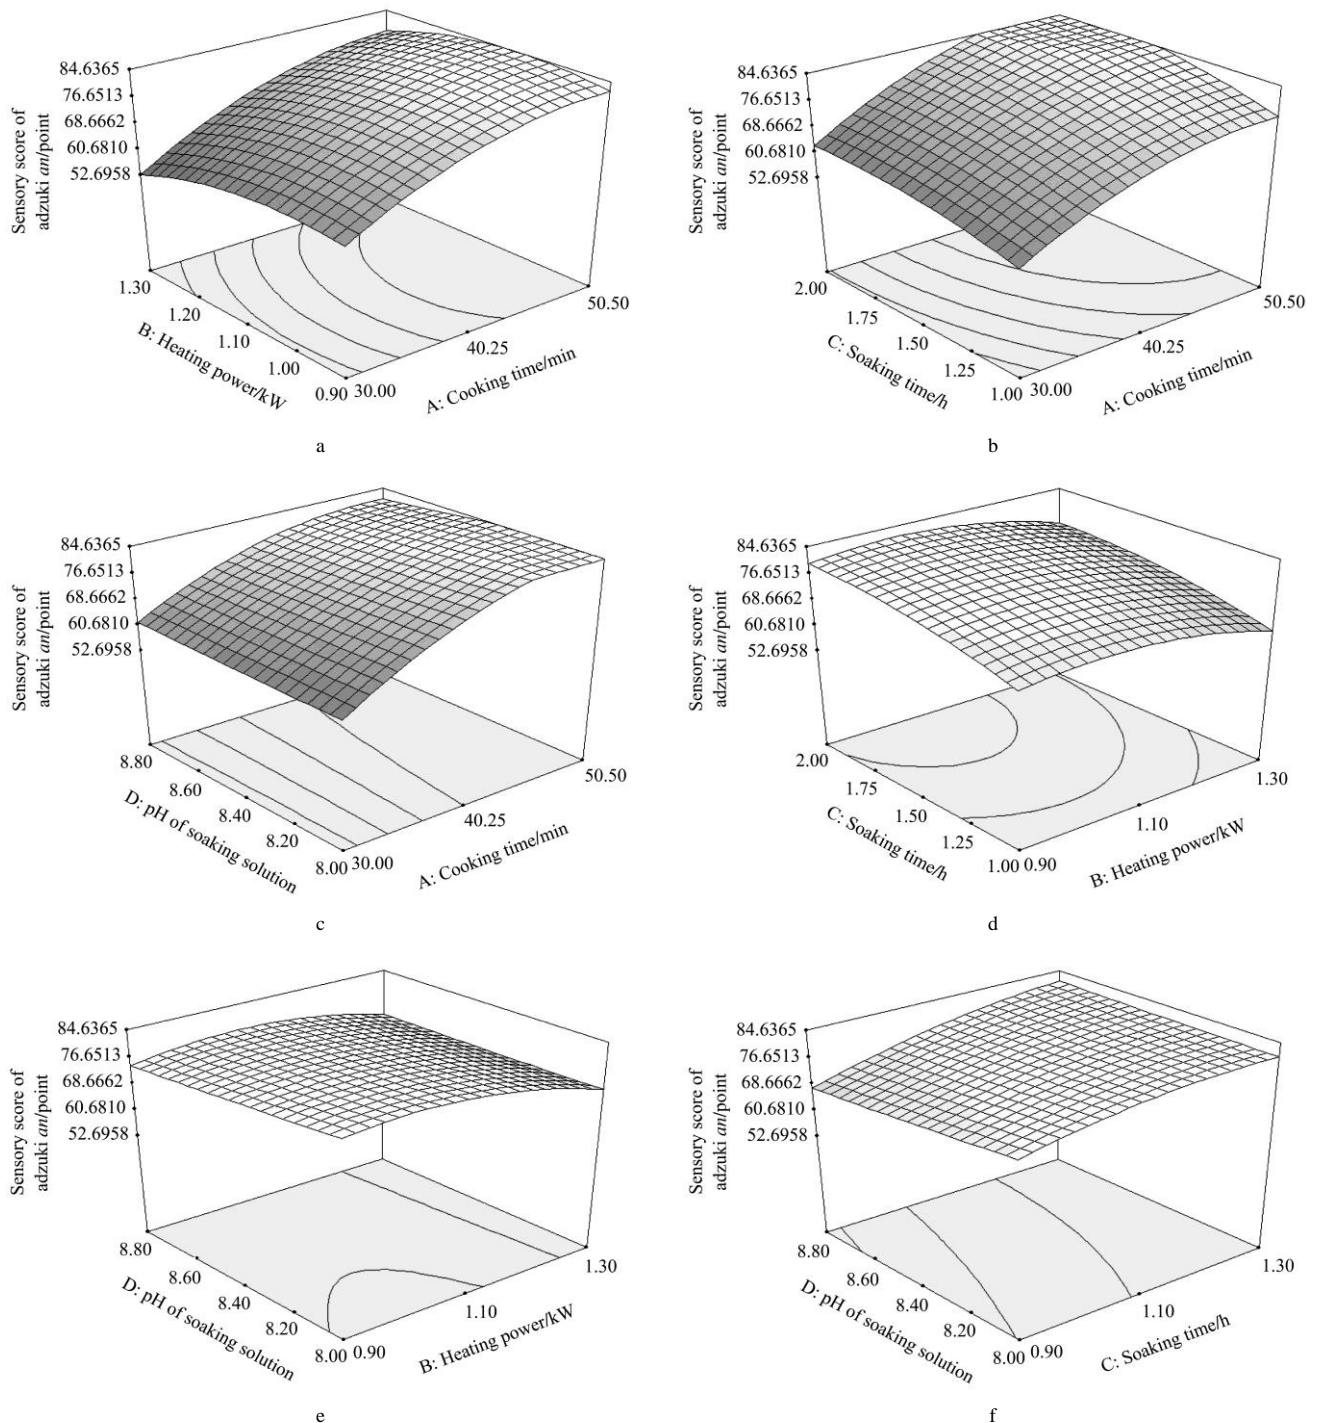 84.6365
76.6513
68.6662
60.6810
52.6958
Sensory score of
adzuki an/point
1.30
1.20
1.10
1.00
0.90
B: Heating power/kW
30.00
40.25
50.50
A: Cooking time/min
a
84.6365
76.6513
68.6662
60.6810
52.6958
Sensory score of
adzuki an/point
2.00
1.75
1.50
1.25
1.00
C: Soaking time/h
30.00
40.25
50.50
A: Cooking time/min
b
84.6365
76.6513
68.6662
60.6810
52.6958
Sensory score of
adzuki an/point
8.80
8.60
8.40
8.20
8.00
D: pH of soaking solution
30.00
40.25
50.50
A: Cooking time/min
c
84.6365
76.6513
68.6662
60.6810
52.6958
Sensory score of
adzuki an/point
2.00
1.75
1.50
1.25
1.00
C: Soaking time/h
0.90
1.10
1.30
B: Heating power/kW
d
84.6365
76.6513
68.6662
60.6810
52.6958
Sensory score of
adzuki an/point
8.80
8.60
8.40
8.20
8.00
D: pH of soaking solution
0.90
1.10
1.30
B: Heating power/kW
e
84.6365
76.6513
68.6662
60.6810
52.6958
Sensory score of
adzuki an/point
8.80
8.60
8.40
8.20
8.00
D: pH of soaking solution
0.90
1.10
1.30
C: Soaking time/h
f